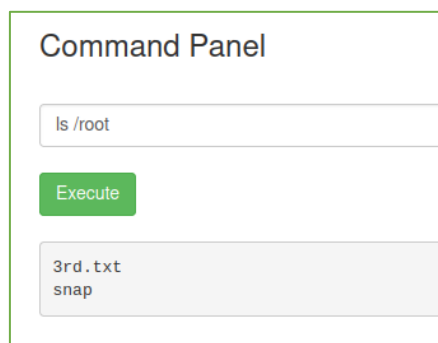 Command Panel
ls /root
Execute
3rd.txt
snap